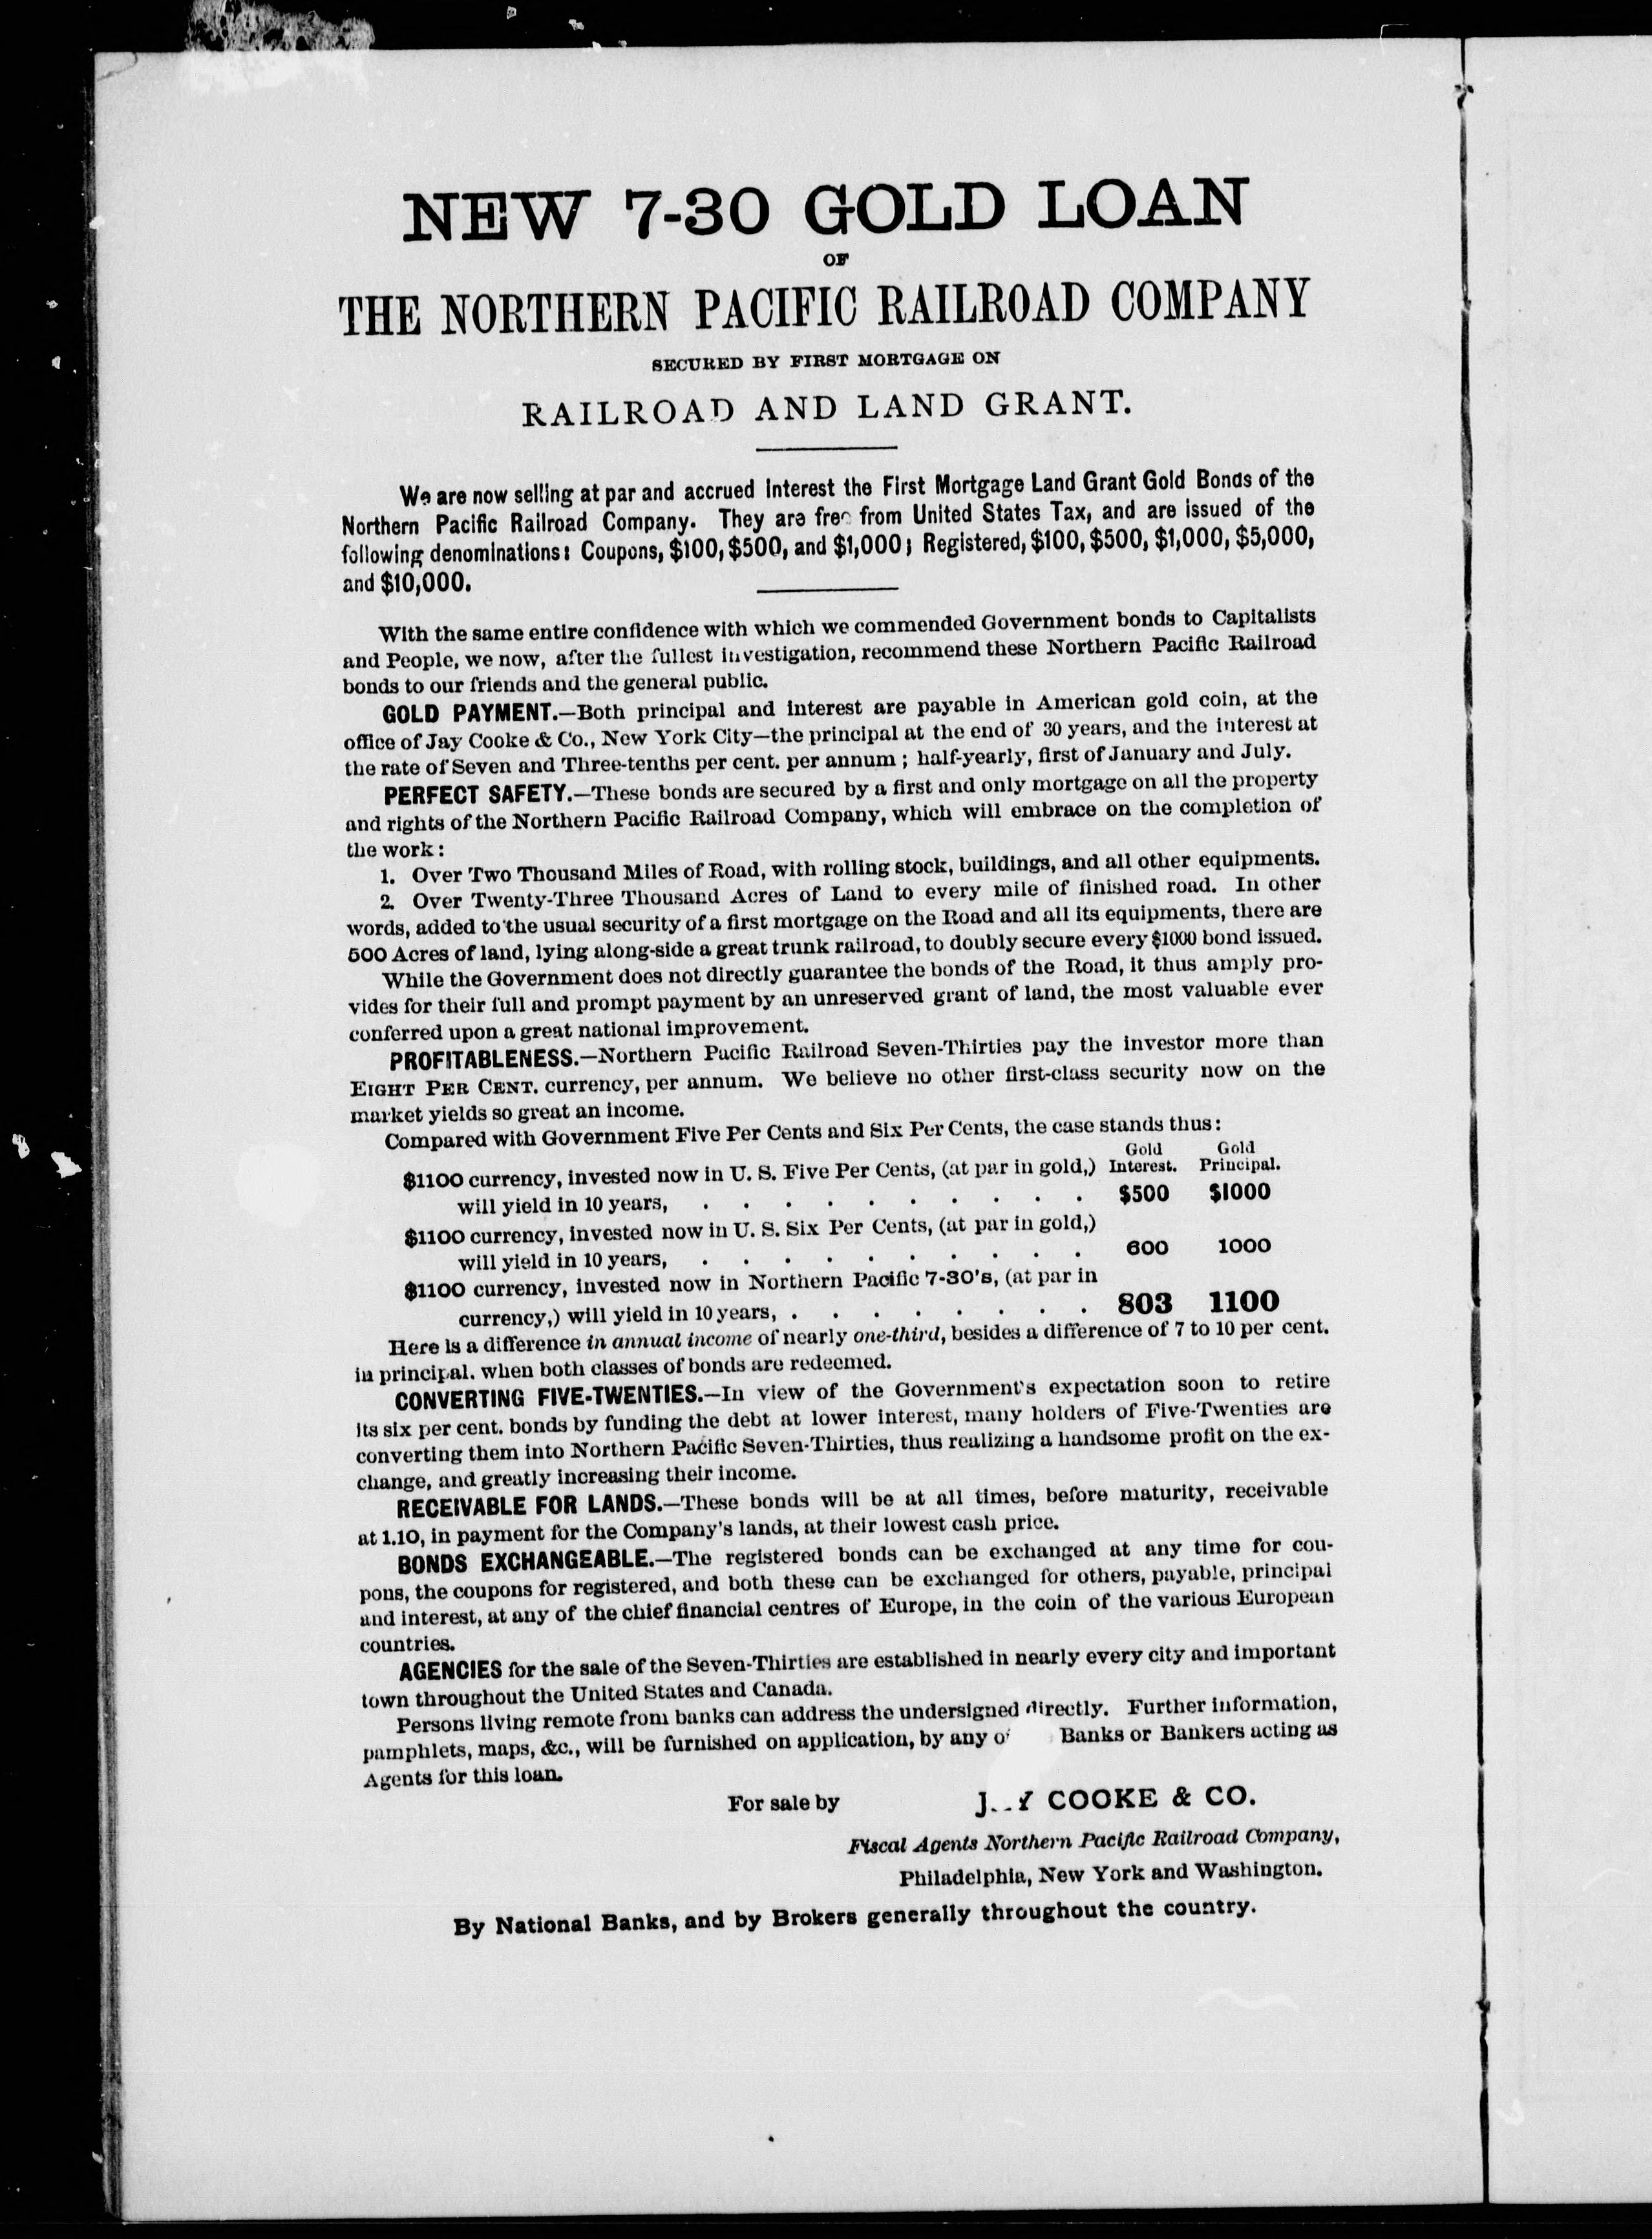 NEW 7-30 GOLD LOAN
OF
THE NORTHERN PACIFIC RAILROAD COMPANY
SECURED BY FIRST MORTGAGE ON
RAILROAD AND LAND GRANT.
We are now selling at par and accrued interest the First Mortgage Land Grant Gold Bonds of the
Northern Pacific Railroad Company. They are free from United States Tax, and are issued of the
following denominations: Coupons, $100, $500, and $1,000; Registered, $100, $500, $1,000, $5,000,
and $10,000.
With the same entire confidence with which we commended Government bonds to Capitalists
and People, we now, after the fullest investigation, recommend these Northern Pacific Railroad
bonds to our friends and the general public.
GOLD PAYMENT.—Both principal and interest are payable in American gold coin, at the
office of Jay Cooke & Co., New York City—the principal at the end of 30 years, and the interest at
the rate of Seven and Three-tenths per cent. per annum; half-yearly, first of January and July.
PERFECT SAFETY.—These bonds are secured by a first and only mortgage on all the property
and rights of the Northern Pacific Railroad Company, which will embrace on the completion of
the work:
1. Over Two Thousand Miles of Road, with rolling stock, buildings, and all other equipments.
2. Over Twenty-Three Thousand Acres of Land to every mile of finished road. In other
words, added to the usual security of a first mortgage on the Road and all its equipments, there are
500 Acres of land, lying along-side a great trunk railroad, to doubly secure every $1000 bond issued.
While the Government does not directly guarantee the bonds of the Road, it thus amply pro-
vides for their full and prompt payment by an unreserved grant of land, the most valuable ever
conferred upon a great national improvement.
PROFITABLENESS.—Northern Pacific Railroad Seven-Thirties pay the investor more than
EIGHT PER CENT. currency, per annum. We believe no other first-class security now on the
market yields so great an income.
Compared with Government Five Per Cents and Six Per Cents, the case stands thus:
Gold Gold
$1100 currency, invested now in U. S. Five Per Cents, (at par in gold,) Interest. Principal.
will yield in 10 years, . . . . . . . . . . $500 $1000
$1100 currency, invested now in U. S. Six Per Cents, (at par in gold,)
will yield in 10 years, . . . . . . . . . . 600 1000
$1100 currency, invested now in Northern Pacific 7-30's, (at par in
currency,) will yield in 10 years, . . . . . . . . 803 1100
Here is a difference in annual income of nearly one-third, besides a difference of 7 to 10 per cent.
in principal. when both classes of bonds are redeemed.
CONVERTING FIVE-TWENTIES.—In view of the Government's expectation soon to retire
its six per cent. bonds by funding the debt at lower interest, many holders of Five-Twenties are
converting them into Northern Pacific Seven-Thirties, thus realizing a handsome profit on the ex-
change, and greatly increasing their income.
RECEIVABLE FOR LANDS.—These bonds will be at all times, before maturity, receivable
at 1.10, in payment for the Company's lands, at their lowest cash price.
BONDS EXCHANGEABLE.—The registered bonds can be exchanged at any time for cou-
pons, the coupons for registered, and both these can be exchanged for others, payable, principal
and interest, at any of the chief financial centres of Europe, in the coin of the various European
countries.
AGENCIES for the sale of the Seven-Thirties are established in nearly every city and important
town throughout the United States and Canada.
Persons living remote from banks can address the undersigned directly. Further information,
pamphlets, maps, &c., will be furnished on application, by any of Banks or Bankers acting as
Agents for this loan.
For sale by JAY COOKE & CO.
Fiscal Agents Northern Pacific Railroad Company,
Philadelphia, New York and Washington.
By National Banks, and by Brokers generally throughout the country.